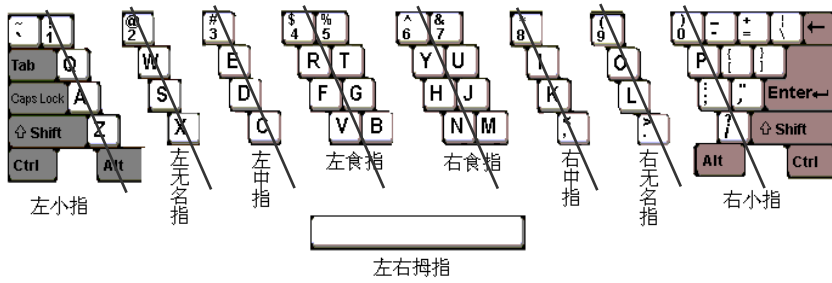 ~ ! @ # $ % ^ & * ( ) _ + |
` 1 2 3 4 5 6 7 8 9 0 - = \ ←
Tab Q W E R T Y U I O P { [ } ]
Caps Lock A S D F G H J K L : ; " , Enter↵
⇧ Shift Z X C V B N M < , > . ? / ⇧ Shift
Ctrl Alt Alt Ctrl
左小指
左无名指
左中指
左食指
右食指
右中指
右无名指
右小指
左右拇指